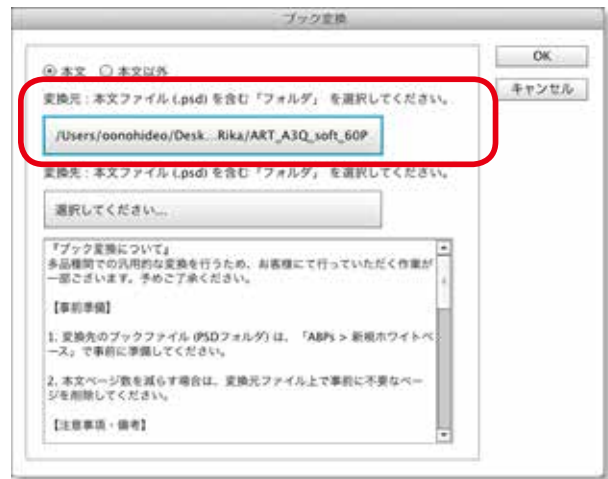 ブック変換
本文 本文以外
OK
変換元：本文ファイル (.psd) を含む「フォルダ」 を選択してください。
キャンセル
/Users/oonohideo/Desk...Rika/ART_A3Q_soft_60P
変換先：本文ファイル (.psd) を含む「フォルダ」 を選択してください。
選択してください...
『ブック変換について』
多品種間での汎用的な変換を行うため、お客様にて行っていただく作業が
一部ございます。予めご了承ください。
【事前準備】
1. 変換先のブックファイル (PSDフォルダ) は、「ABPs > 新規ホワイトベ
ース」で事前に準備してください。
2. 本文ページ数を減らす場合は、変換元ファイル上で事前に不要なペー
ジを削除してください。
【注意事項・備考】